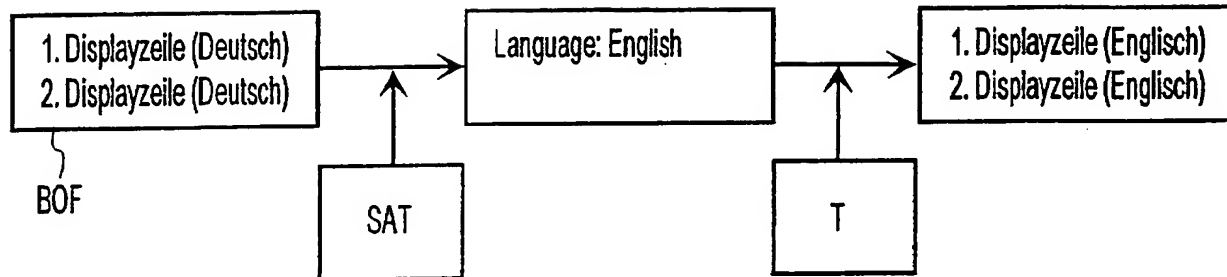 1. Displayzeile (Deutsch)
2. Displayzeile (Deutsch)
Language: English
1. Displayzeile (Englisch)
2. Displayzeile (Englisch)
BOF
SAT
T